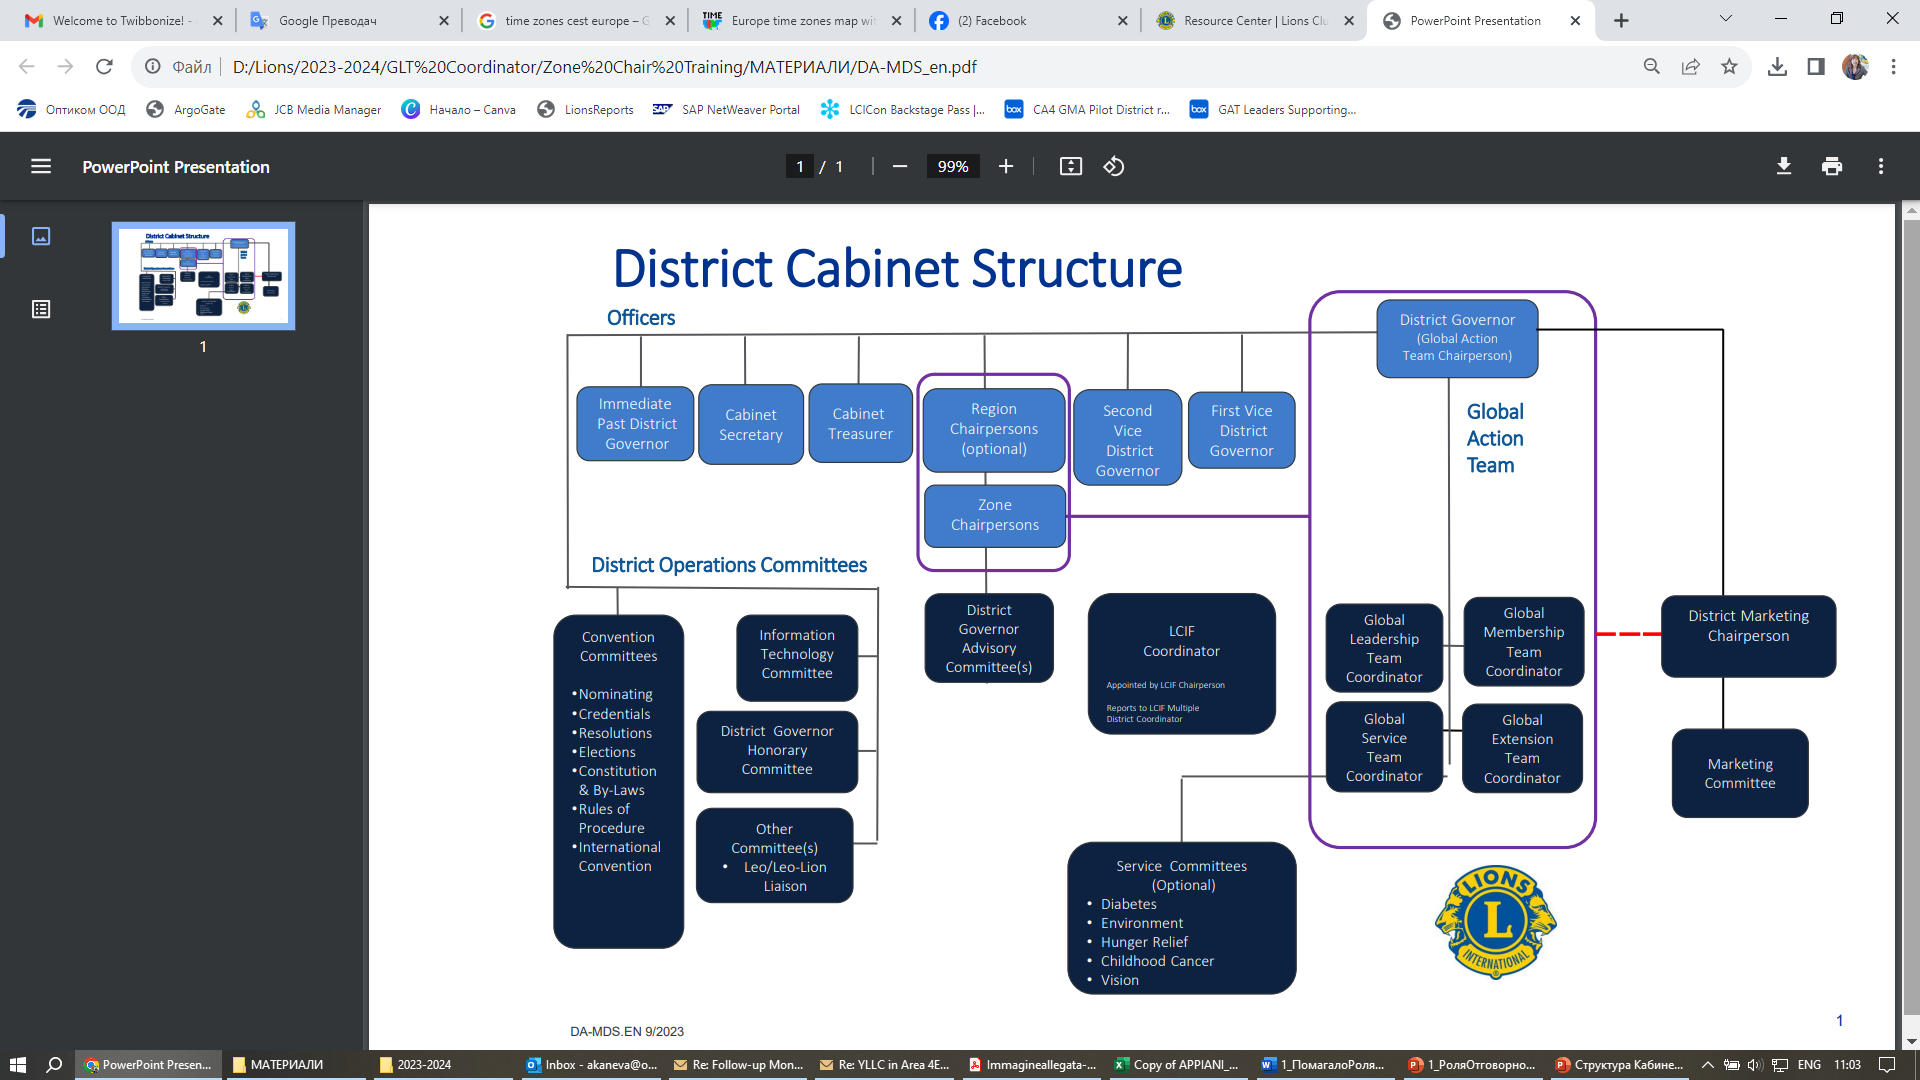 Welcome to Twibbonize! -
Google Преводач
time zones cest europe – G
Europe time zones map wit
(2) Facebook
Resource Center | Lions Clu
PowerPoint Presentation
Файл
D:/Lions/2023-2024/GLT%20Coordinator/Zone%20Chair%20Training/МАТЕРИАЛИ/DA-MDS_en.pdf
Оптиком ООД
ArgoGate
JCB Media Manager
Начало – Canva
LionsReports
SAP NetWeaver Portal
LCICon Backstage Pass |...
box
CA4 GMA Pilot District r...
box
GAT Leaders Supporting...
PowerPoint Presentation
1 / 1
99%
1
District Cabinet Structure
Officers
District Governor
(Global Action
Team Chairperson)
Immediate
Past District
Governor
Cabinet
Secretary
Cabinet
Treasurer
Region
Chairpersons
(optional)
Second
Vice
District
Governor
First Vice
District
Governor
Global
Action
Team
Zone
Chairpersons
District Operations Committees
Convention
Committees
•Nominating
•Credentials
•Resolutions
•Elections
•Constitution
& By-Laws
•Rules of
Procedure
•International
Convention
Information
Technology
Committee
District Governor
Honorary
Committee
Other
Committee(s)
• Leo/Leo-Lion
Liaison
District
Governor
Advisory
Committee(s)
LCIF
Coordinator
Appointed by LCIF Chairperson
Reports to LCIF Multiple
District Coordinator
Global
Leadership
Team
Coordinator
Global
Membership
Team
Coordinator
Global
Service
Team
Coordinator
Global
Extension
Team
Coordinator
District Marketing
Chairperson
Marketing
Committee
Service Committees
(Optional)
• Diabetes
• Environment
• Hunger Relief
• Childhood Cancer
• Vision
LIONS
L
INTERNATIONAL
DA-MDS.EN 9/2023
1
PowerPoint Presen...
МАТЕРИАЛИ
2023-2024
Inbox - akaneva@o...
Re: Follow-up Mon...
Re: YLLC in Area 4E...
Immagineallegata-...
Copy of APPIANI_...
1_ПомагалоРоля...
1_РоляОтговорно...
Структура Кабине...
ENG
11:03